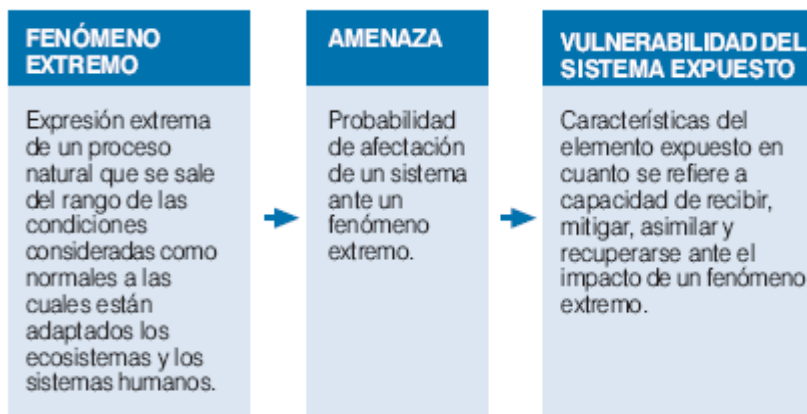 FENÓMENO
EXTREMO
Expresión extrema
de un proceso
natural que se sale
del rango de las
condiciones
consideradas como
normales a las
cuales están
adaptados los
ecosistemas y los
sistemas humanos.
AMENAZA
Probabilidad
de afectación
de un sistema
ante un
fenómeno
extremo.
VULNERABILIDAD DEL
SISTEMA EXPUESTO
Características del
elemento expuesto en
cuanto se refiere a
capacidad de recibir,
mitigar, asimilar y
recuperarse ante el
impacto de un fenómeno
extremo.